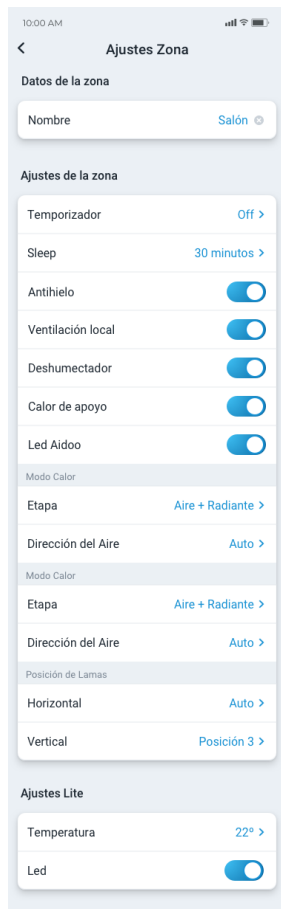 10:00 AM
Ajustes Zona
Datos de la zona
Nombre Salón
Ajustes de la zona
Temporizador Off
Sleep 30 minutos
Antihielo
Ventilación local
Deshumectador
Calor de apoyo
Led Aidoo
Modo Calor
Etapa Aire + Radiante
Dirección del Aire Auto
Modo Calor
Etapa Aire + Radiante
Dirección del Aire Auto
Posición de Lamas
Horizontal Auto
Vertical Posición 3
Ajustes Lite
Temperatura 22º
Led